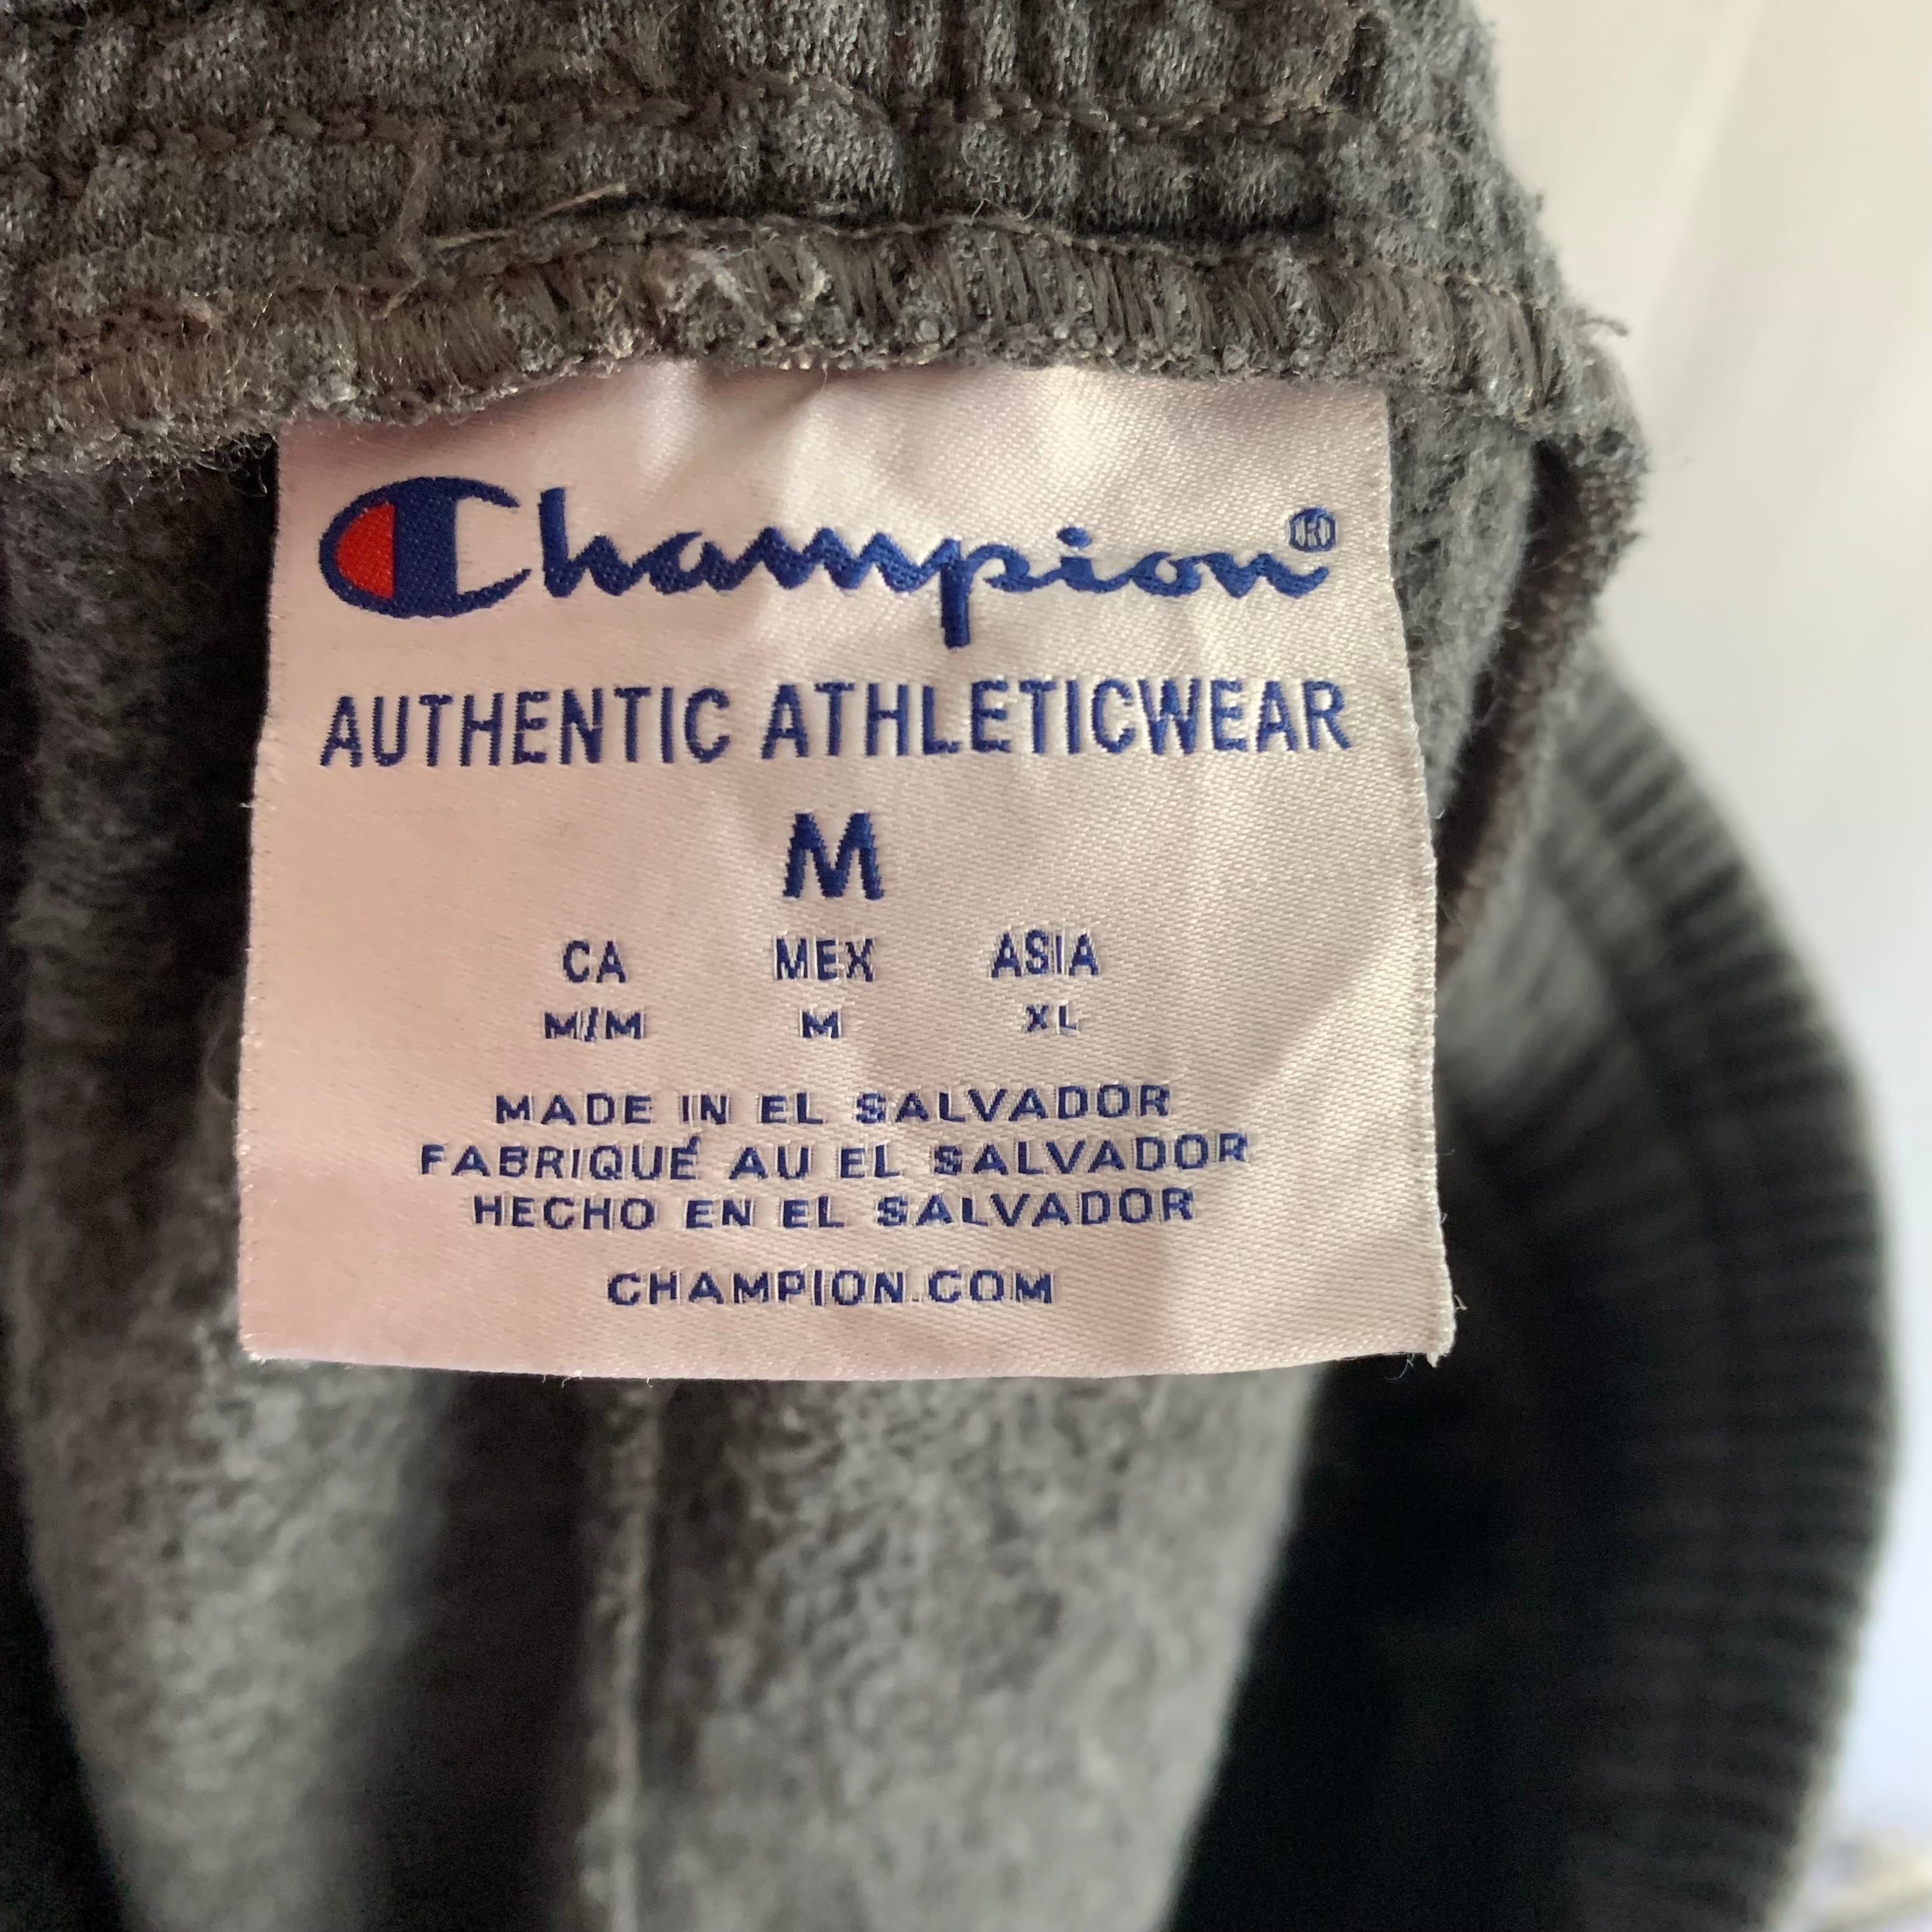 Champion®
AUTHENTIC ATHLETICWEAR
M
CA MEX ASIA
M/M M XL
MADE IN EL SALVADOR
FABRIQUÉ AU EL SALVADOR
HECHO EN EL SALVADOR
CHAMPION.COM